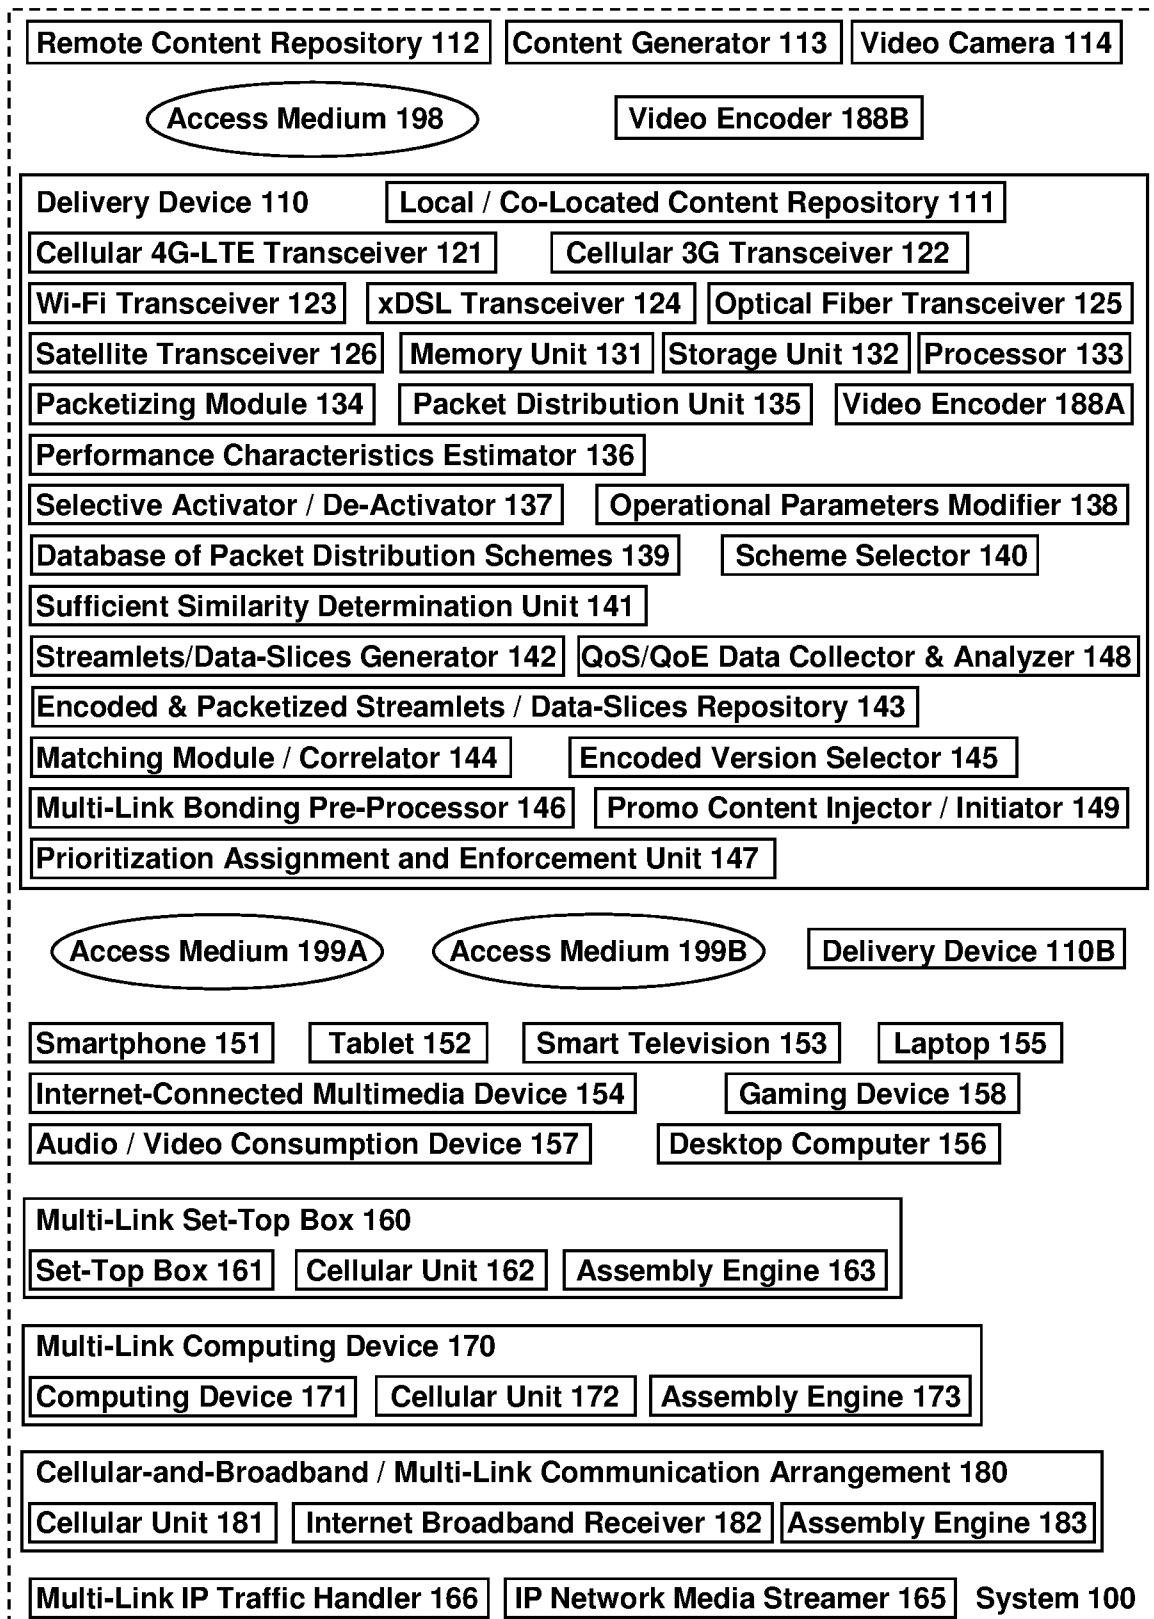 Remote Content Repository 112 Content Generator 113 Video Camera 114
Access Medium 198 Video Encoder 188B
Delivery Device 110 Local / Co-Located Content Repository 111
Cellular 4G-LTE Transceiver 121 Cellular 3G Transceiver 122
Wi-Fi Transceiver 123 xDSL Transceiver 124 Optical Fiber Transceiver 125
Satellite Transceiver 126 Memory Unit 131 Storage Unit 132 Processor 133
Packetizing Module 134 Packet Distribution Unit 135 Video Encoder 188A
Performance Characteristics Estimator 136
Selective Activator / De-Activator 137 Operational Parameters Modifier 138
Database of Packet Distribution Schemes 139 Scheme Selector 140
Sufficient Similarity Determination Unit 141
Streamlets/Data-Slices Generator 142 QoS/QoE Data Collector & Analyzer 148
Encoded & Packetized Streamlets / Data-Slices Repository 143
Matching Module / Correlator 144 Encoded Version Selector 145
Multi-Link Bonding Pre-Processor 146 Promo Content Injector / Initiator 149
Prioritization Assignment and Enforcement Unit 147
Access Medium 199A Access Medium 199B Delivery Device 110B
Smartphone 151 Tablet 152 Smart Television 153 Laptop 155
Internet-Connected Multimedia Device 154 Gaming Device 158
Audio / Video Consumption Device 157 Desktop Computer 156
Multi-Link Set-Top Box 160
Set-Top Box 161 Cellular Unit 162 Assembly Engine 163
Multi-Link Computing Device 170
Computing Device 171 Cellular Unit 172 Assembly Engine 173
Cellular-and-Broadband / Multi-Link Communication Arrangement 180
Cellular Unit 181 Internet Broadband Receiver 182 Assembly Engine 183
Multi-Link IP Traffic Handler 166 IP Network Media Streamer 165 System 100